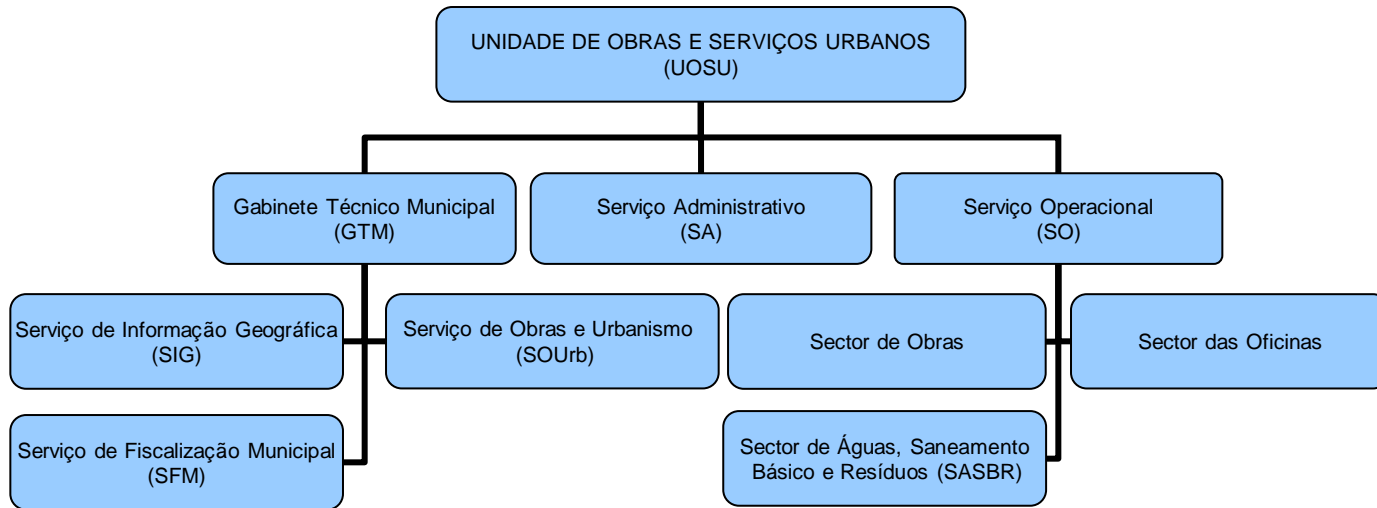 UNIDADE DE OBRAS E SERVIÇOS URBANOS
(UOSU)
Gabinete Técnico Municipal
(GTM)
Serviço Administrativo
(SA)
Serviço Operacional
(SO)
Serviço de Informação Geográfica
(SIG)
Serviço de Obras e Urbanismo
(SOUrb)
Sector de Obras
Sector das Oficinas
Serviço de Fiscalização Municipal
(SFM)
Sector de Águas, Saneamento
Básico e Resíduos (SASBR)